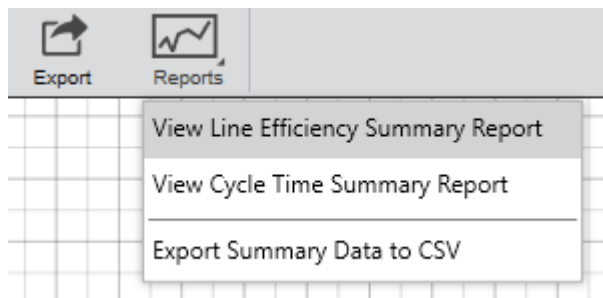 Export
Reports
View Line Efficiency Summary Report
View Cycle Time Summary Report
Export Summary Data to CSV